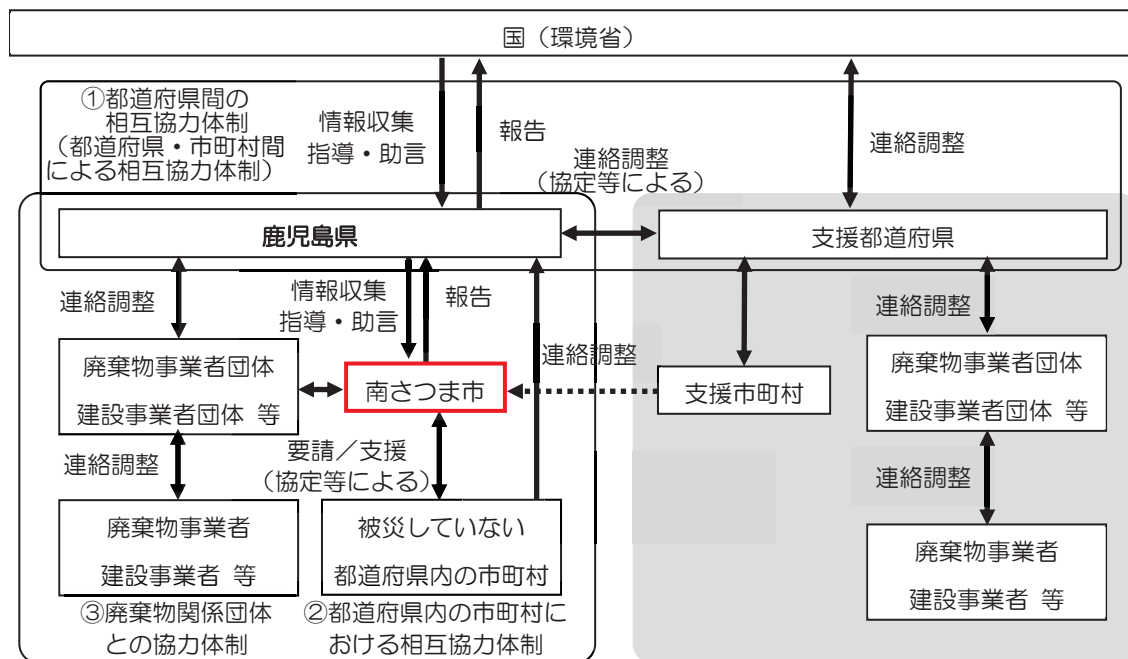 国（環境省）
①都道府県間の
相互協力体制
（都道府県・市町村間
による相互協力体制）
情報収集
指導・助言
報告
連絡調整
（協定等による）
連絡調整
鹿児島県
支援都道府県
連絡調整
情報収集
指導・助言
報告
連絡調整
連絡調整
廃棄物事業者団体
建設事業者団体 等
南さつま市
支援市町村
廃棄物事業者団体
建設事業者団体 等
連絡調整
要請／支援
（協定等による）
連絡調整
廃棄物事業者
建設事業者 等
被災していない
都道府県内の市町村
廃棄物事業者
建設事業者 等
③廃棄物関係団体
との協力体制
②都道府県内の市町村に
おける相互協力体制